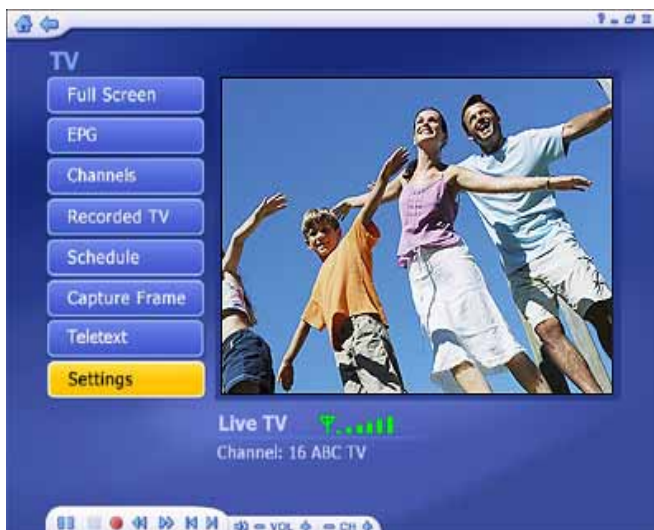 TV
Full Screen
EPG
Channels
Recorded TV
Schedule
Capture Frame
Teletext
Settings
Live TV
Channel: 16 ABC TV
VOL
CH